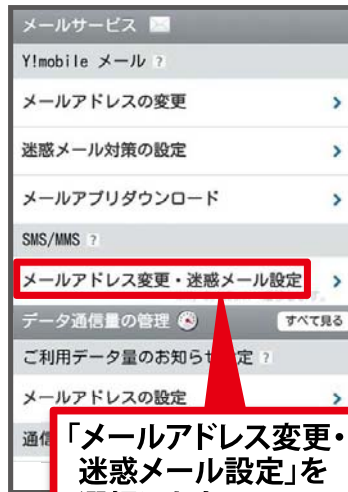 メールサービス
Y!mobile メール ?
メールアドレスの変更
迷惑メール対策の設定
メールアプリダウンロード
SMS/MMS ?
メールアドレス変更・迷惑メール設定
データ通信量の管理
すべて見る
ご利用データ量のお知らせ 定 ?
メールアドレスの設定
通信
「メールアドレス変更・
迷惑メール設定」を